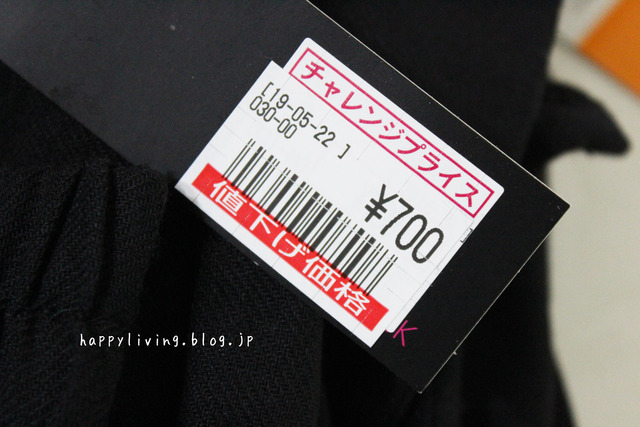 チャレンジプライス
[19-05-22 ]
030-00
¥700
値下げ価格
K
happyliving.blog.jp